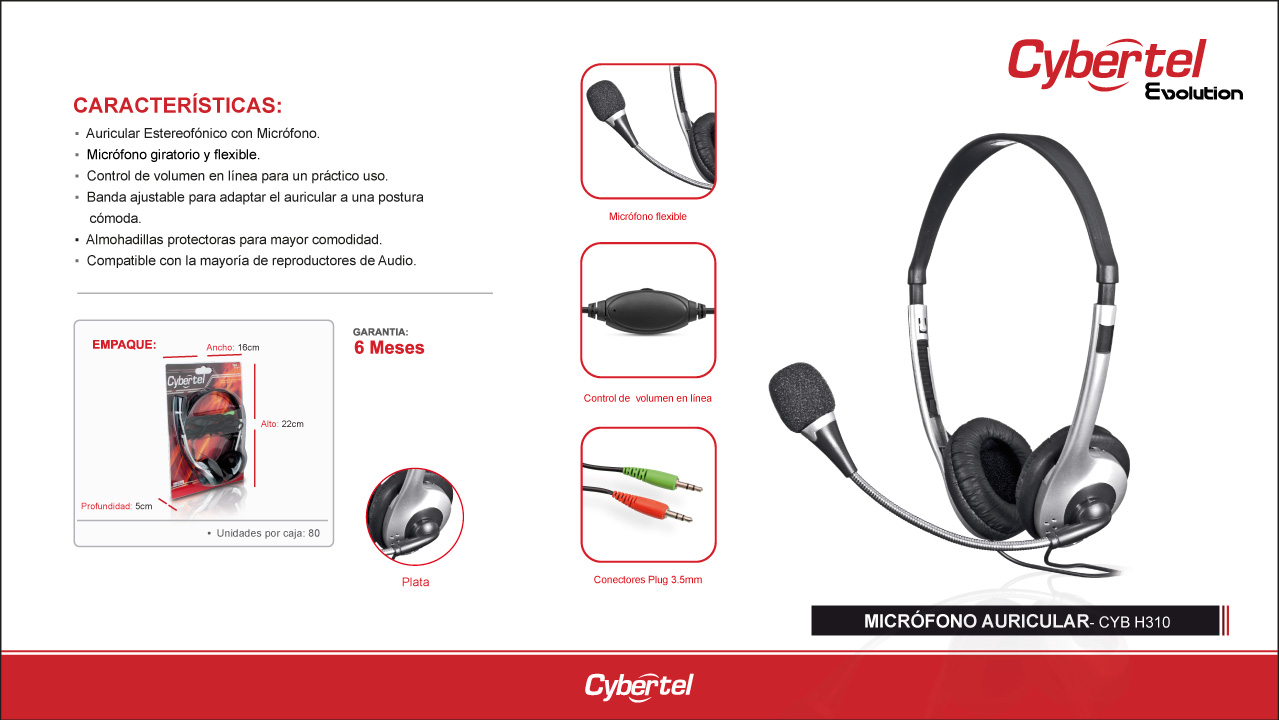 Cybertel
Evolution
CARACTERÍSTICAS:
▪ Auricular Estereofónico con Micrófono.
▪ Micrófono giratorio y flexible.
▪ Control de volumen en línea para un práctico uso.
▪ Banda ajustable para adaptar el auricular a una postura
cómoda.
▪ Almohadillas protectoras para mayor comodidad.
▪ Compatible con la mayoría de reproductores de Audio.
EMPAQUE:
Ancho: 16cm
Cybertel
Alto: 22cm
Profundidad: 5cm
• Unidades por caja: 80
GARANTIA:
6 Meses
Plata
Micrófono flexible
Control de volumen en línea
Conectores Plug 3.5mm
MICRÓFONO AURICULAR- CYB H310
Cybertel